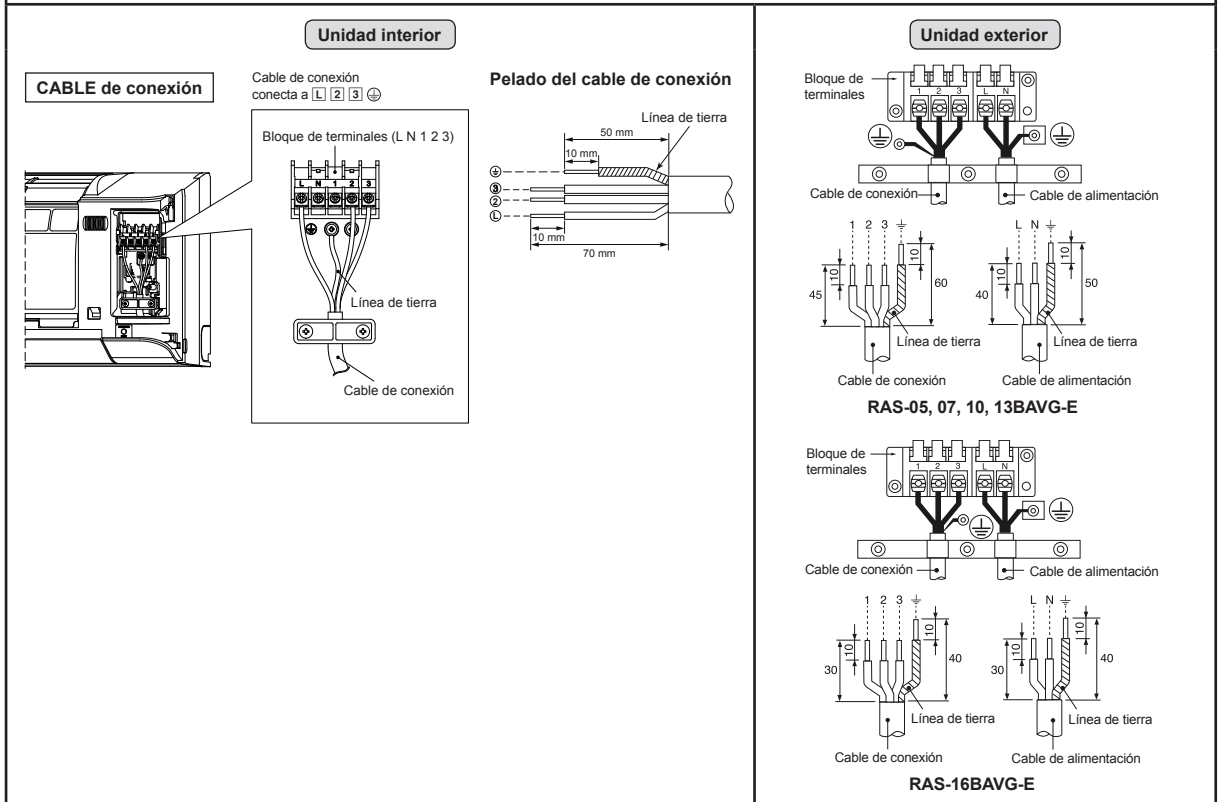 Unidad interior
CABLE de conexión
Cable de conexión
conecta a L 2 3 ⏚
Bloque de terminales (L N 1 2 3)
L N 1 2 3
Línea de tierra
Cable de conexión
Pelado del cable de conexión
Línea de tierra
50 mm
10 mm
⏚
③
②
Ⓛ
10 mm
70 mm
Unidad exterior
Bloque de
terminales
1 2 3 L N
⏚ ⏚
Cable de conexión
Cable de alimentación
1 2 3 ⏚
10
10
45
60
Línea de tierra
Cable de conexión
L N ⏚
10
10
40
50
Línea de tierra
Cable de alimentación
RAS-05, 07, 10, 13BAVG-E
Bloque de
terminales
1 2 3 L N
⏚ ⏚
Cable de conexión
Cable de alimentación
1 2 3 ⏚
10
10
30
40
Línea de tierra
Cable de conexión
L N ⏚
10
10
30
40
Línea de tierra
Cable de alimentación
RAS-16BAVG-E